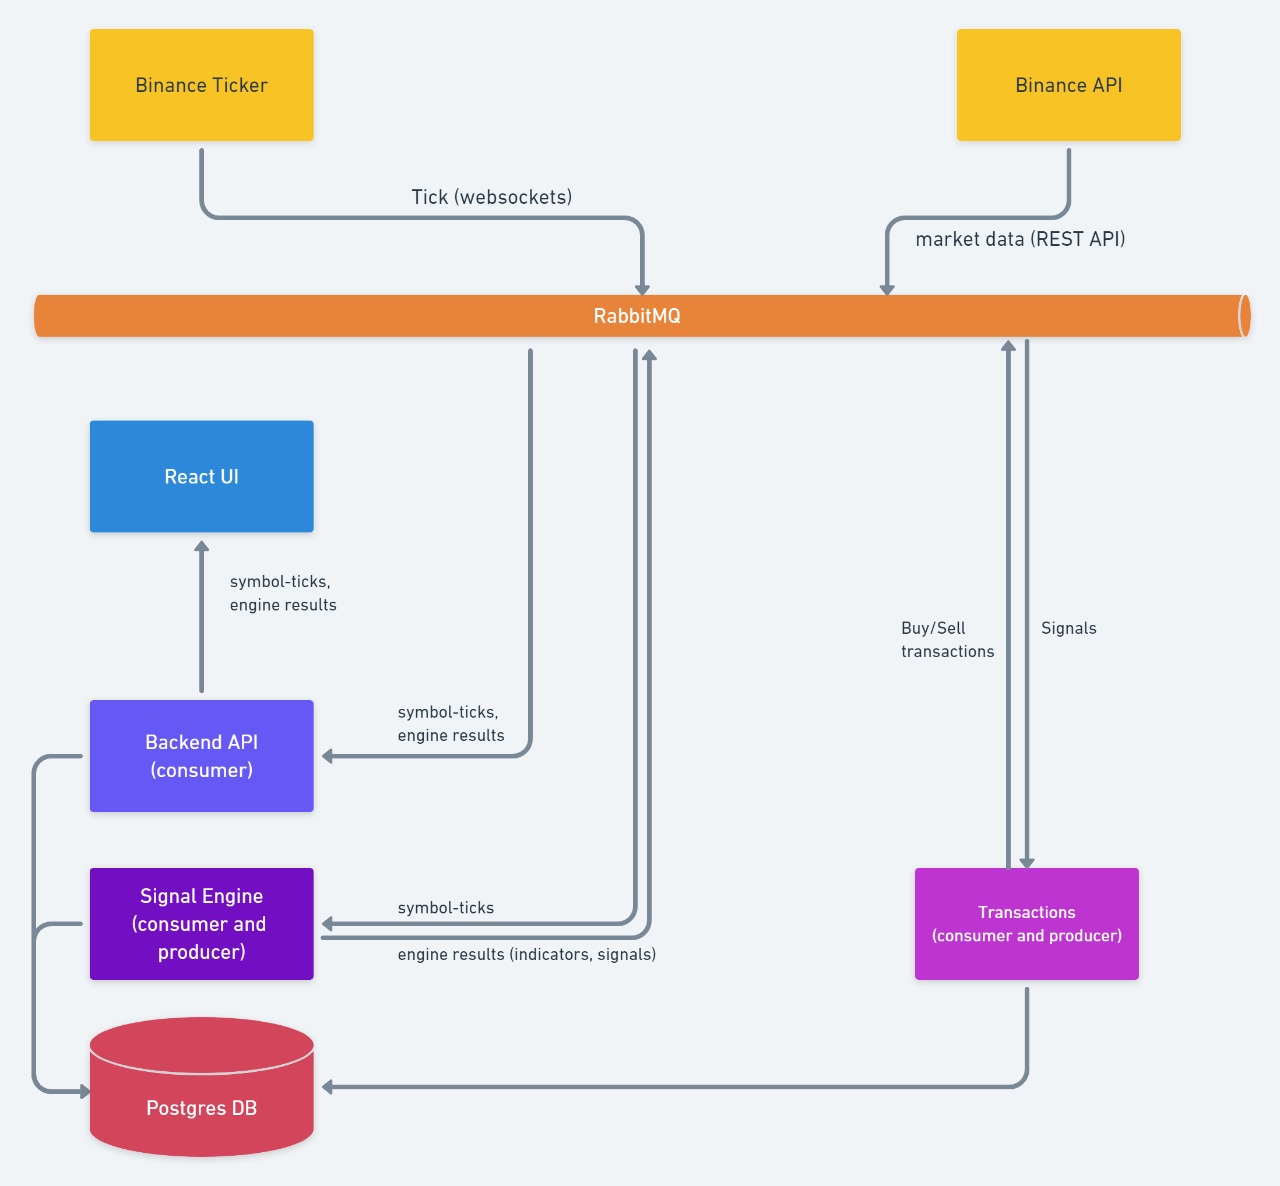 Binance Ticker
Binance API
Tick (websockets)
market data (REST API)
RabbitMQ
React UI
symbol-ticks,
engine results
Buy/Sell
transactions
Signals
symbol-ticks,
engine results
Backend API
(consumer)
Signal Engine
(consumer and
producer)
symbol-ticks
engine results (indicators, signals)
Transactions
(consumer and producer)
Postgres DB